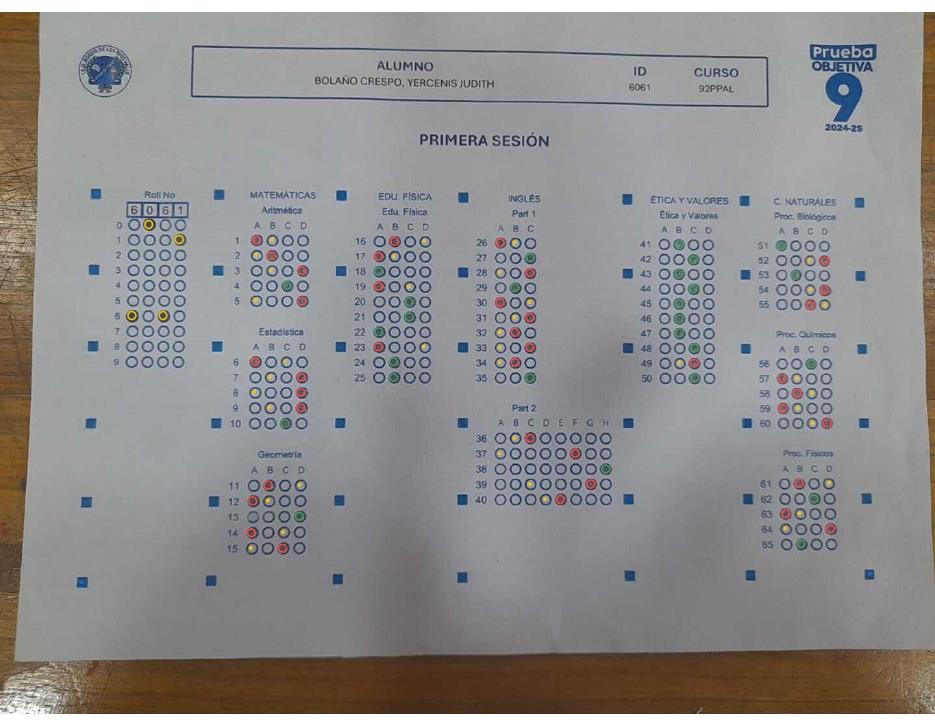 Prueba
ALUMNO ID CURSO OBJETIVA
BOLAÑO CRESPO, YERCENIS JUDITH 6061 92PPAL 9
2024-25
PRIMERA SESIÓN
Roll No MATEMÁTICAS EDU. FÍSICA INGLÉS ÉTICA Y VALORES C. NATURALES
6 0 6 1 Aritmética Edu. Física Part 1 Ética y Valores Proc. Biológicos
A B C D A B C D A B C A B C D A B C D
0 1 16 26 41 51
1 2 17 27 42 52
2 3 18 28 43 53
3 4 19 29 44 54
4 5 20 30 45 55
5 21 31 46
6 Estadística 22 32 47 Proc. Químicos
7 A B C D 23 33 48 A B C D
8 6 24 34 49 56
9 7 25 35 50 57
8 58
9 Part 2 59
10 A B C D E F G H 60
36
Geometría 37 Proc. Físicos
A B C D 38 A B C D
11 39 61
12 40 62
13 63
14 64
15 65